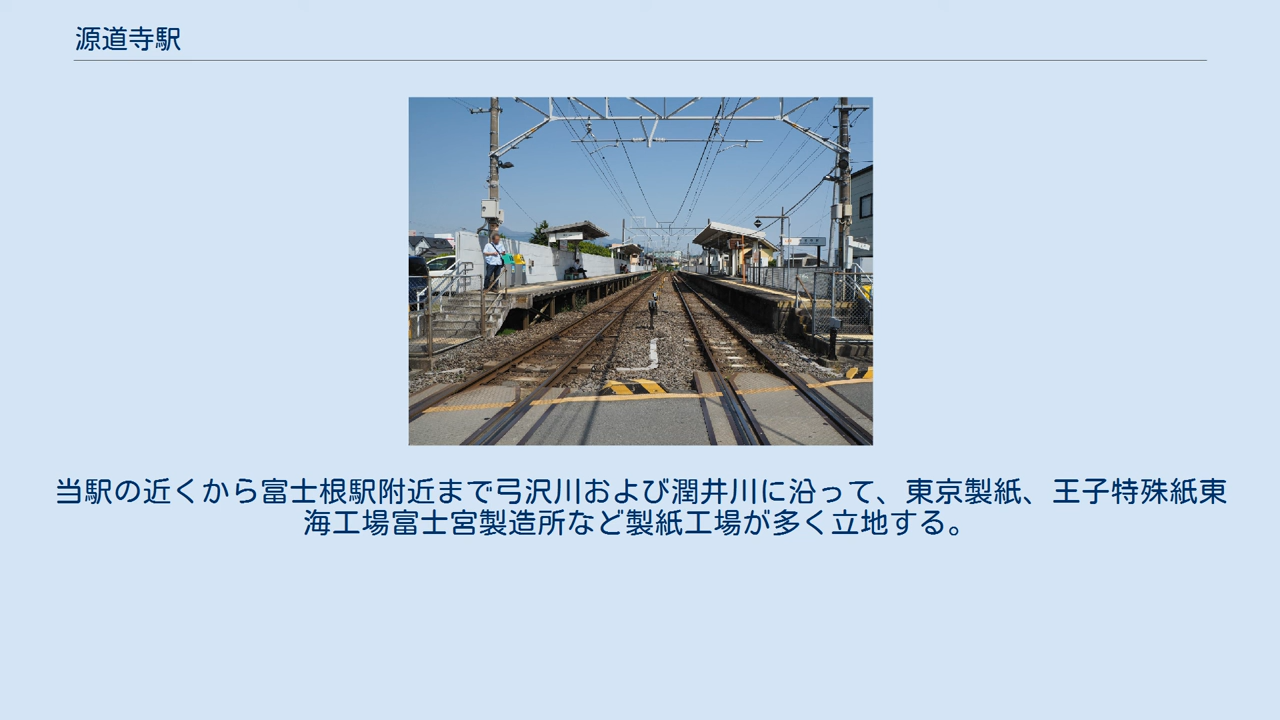 源道寺駅
当駅の近くから富士根駅附近まで弓沢川および潤井川に沿って、東京製紙、王子特殊紙東
海工場富士宮製造所など製紙工場が多く立地する。